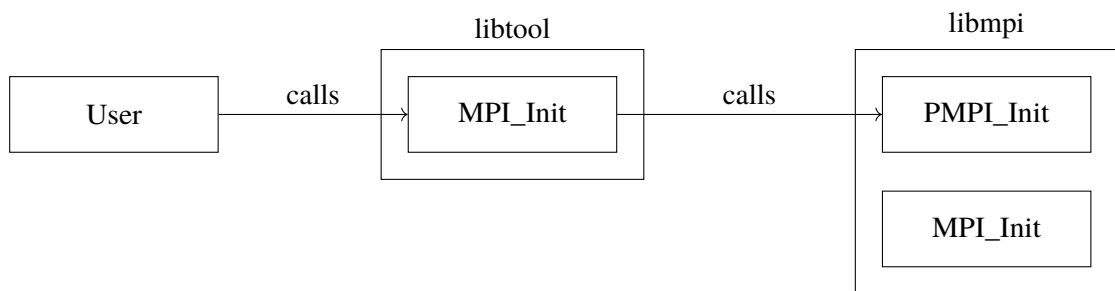 libtool
libmpi
User
calls
MPI_Init
calls
PMPI_Init
MPI_Init